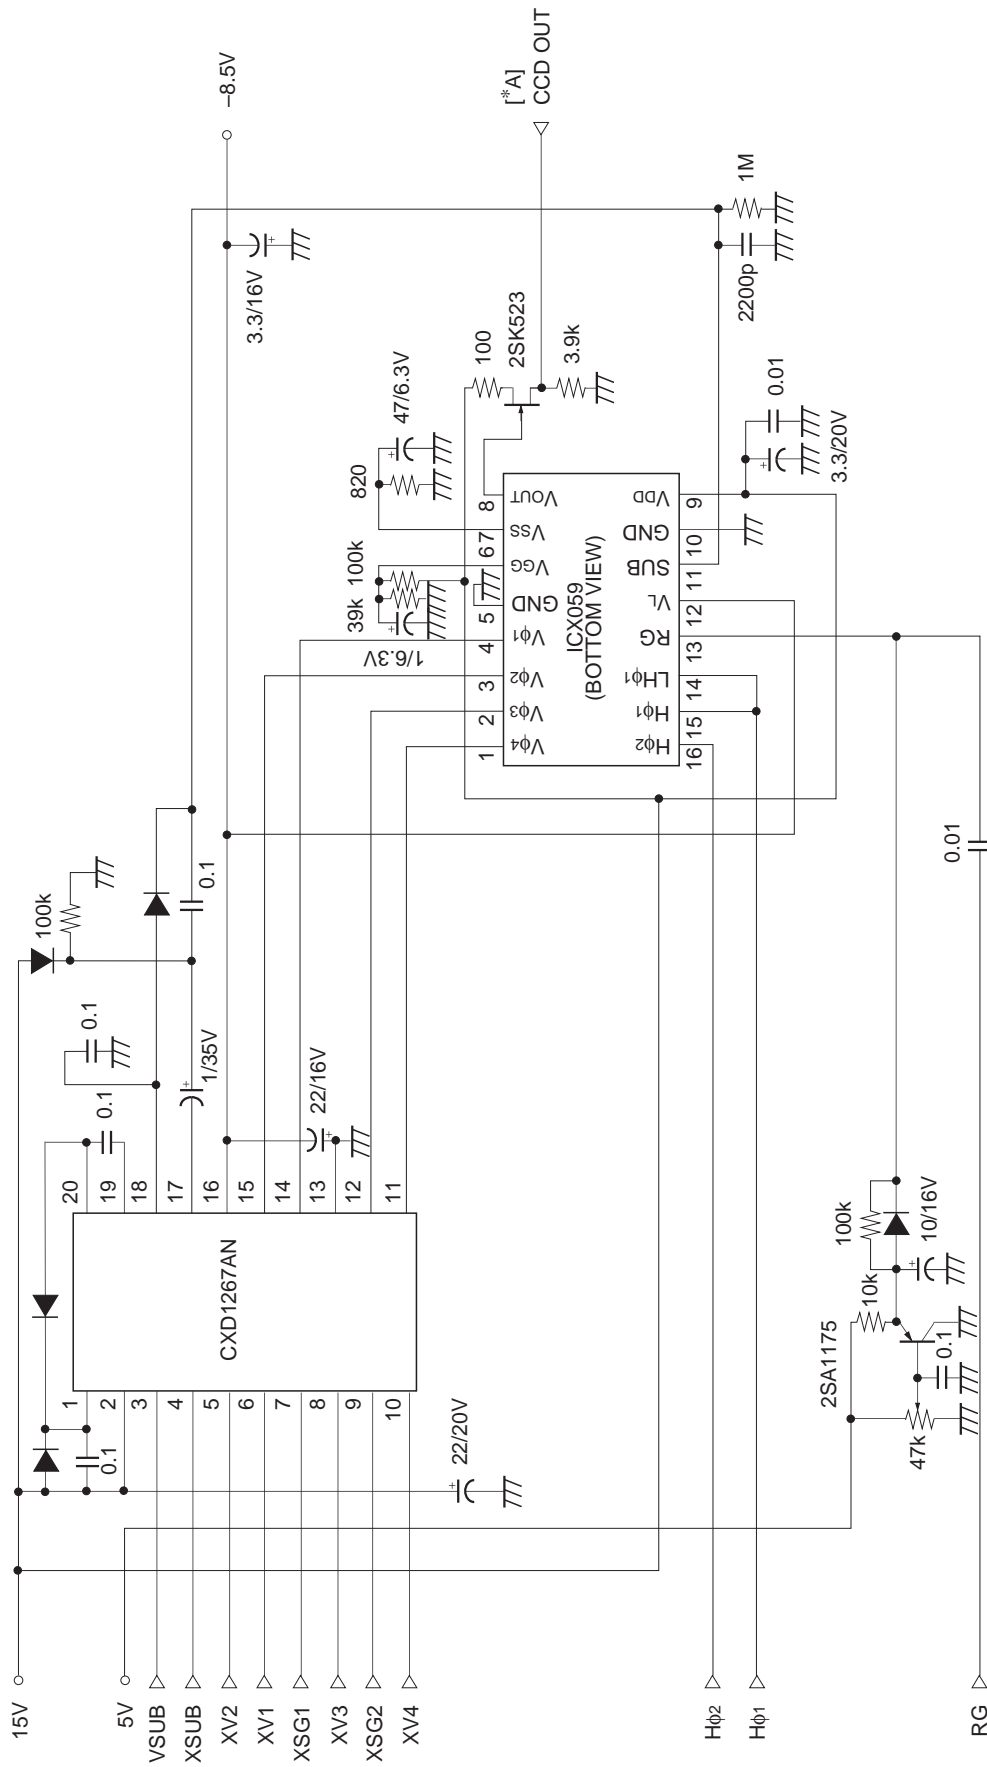 15V
5V
VSUB
XSUB
XV2
XV1
XSG1
XV3
XSG2
XV4
Hϕ2
Hϕ1
RG
22/20V
0.1
1
2
3
4
5
6
7
8
9
10
CXD1267AN
20
19
18
17
16
15
14
13
12
11
0.1
0.1
1/35V
22/16V
100k
0.1
–8.5V
3.3/16V
[*A]
CCD OUT
1M
2200p
47/6.3V
820
100
2SK523
3.9k
39k
100k
1/6.3V
0.01
3.3/20V
1
2
3
4
5
6
7
8
Vϕ4
Vϕ3
Vϕ2
Vϕ1
GND
VGG
VSS
VOUT
ICX059
(BOTTOM VIEW)
Hϕ2
Hϕ1
LHϕ1
RG
VL
SUB
GND
VDD
16
15
14
13
12
11
10
9
47k
0.1
2SA1175
10k
100k
10/16V
0.01